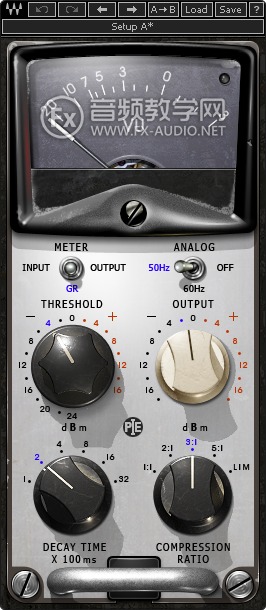 A→B Load Save ?
Setup A*
7 5 3 0
音频教学网
Fx WWW.FX-AUDIO.NET
METER ANALOG
INPUT OUTPUT 50Hz OFF
GR 60Hz
THRESHOLD OUTPUT
− 4 0 4 + − 4 0 4 +
8 8 8 8
12 12 12 12
16 16 16 16
20 24
dBm dBm
PIE
4 8 3:1
2 16 2:1 5:1
1 32 1:1 LIM
DECAY TIME COMPRESSION
X 100ms RATIO